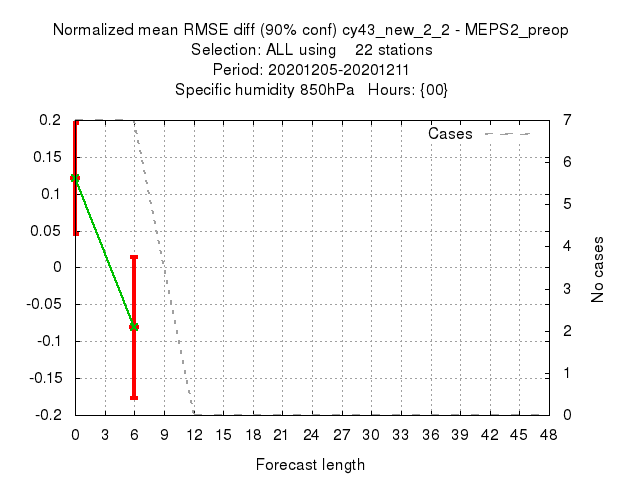 Normalized mean RMSE diff (90% conf) cy43_new_2_2 - MEPS2_preop
Selection: ALL using 22 stations
Period: 20201205-20201211
Specific humidity 850hPa Hours: {00}
Cases
0.2
0.15
0.1
0.05
0
-0.05
-0.1
-0.15
-0.2
7
6
5
4
3
2
1
0
No cases
0 3 6 9 12 15 18 21 24 27 30 33 36 39 42 45 48
Forecast length